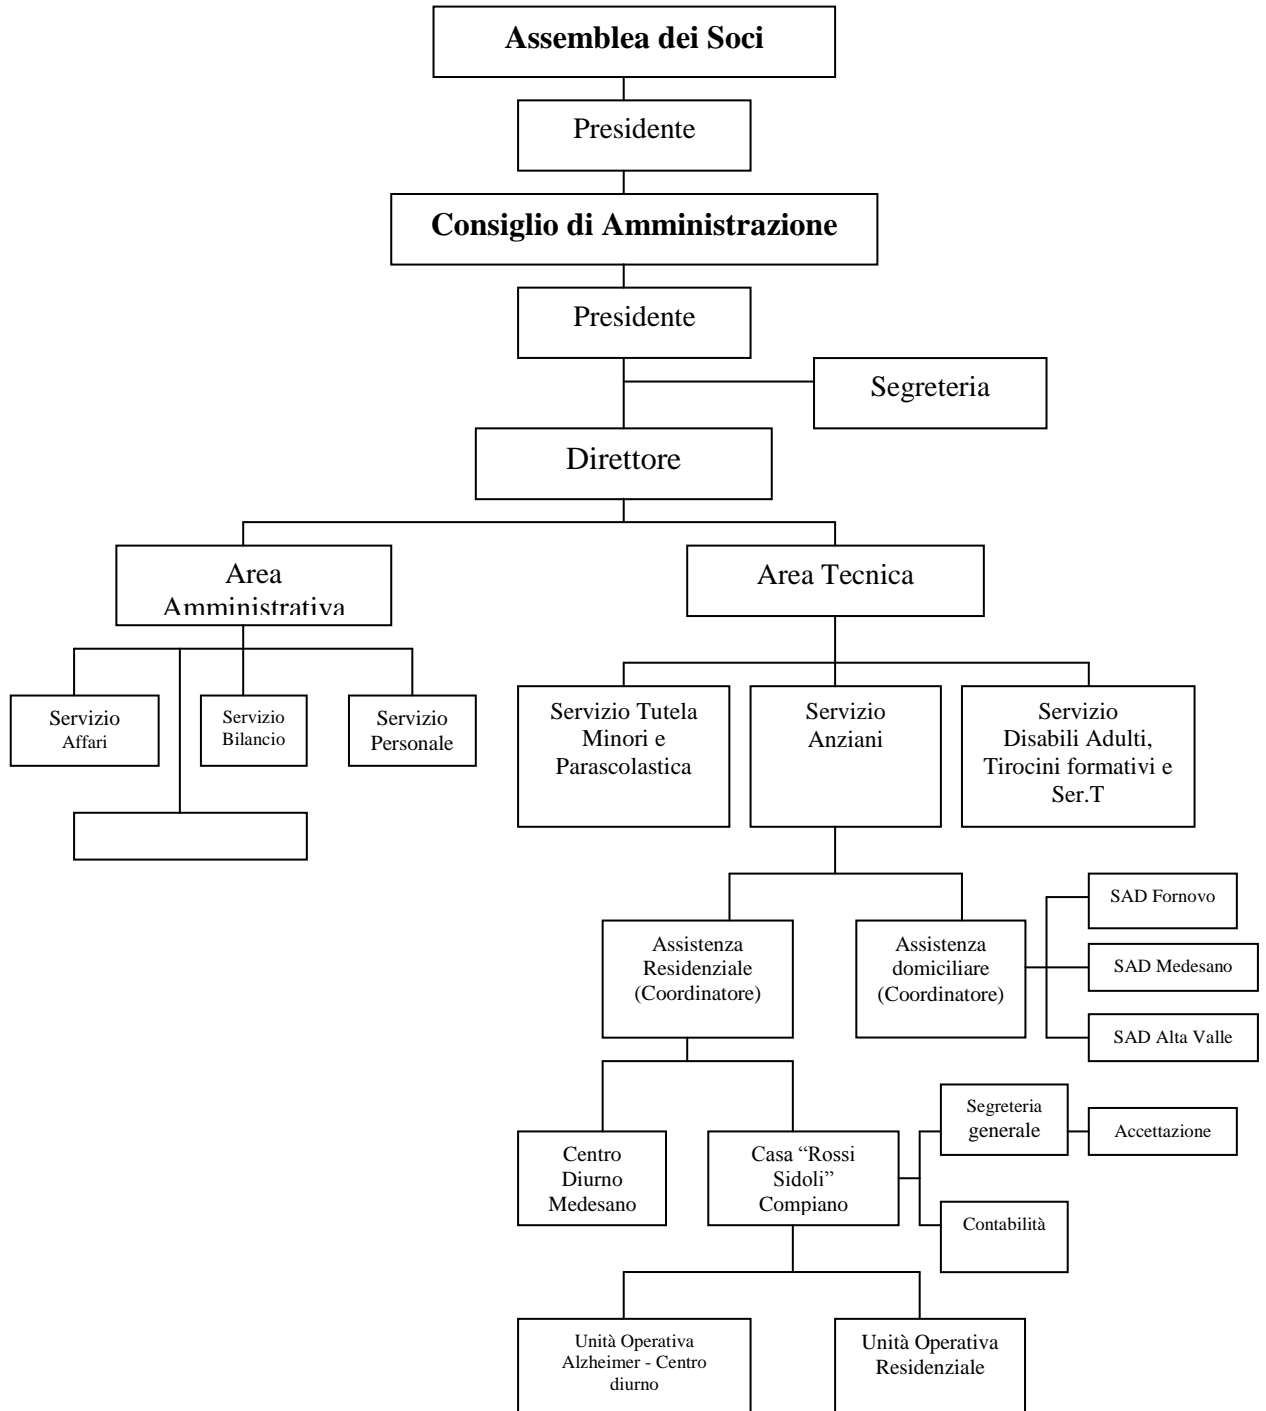 Assemblea dei Soci
Presidente
Consiglio di Amministrazione
Presidente
Segreteria
Direttore
Area
Amministrativa
Area Tecnica
Servizio
Affari
Servizio
Bilancio
Servizio
Personale
Servizio Tutela
Minori e
Parascolastica
Servizio
Anziani
Servizio
Disabili Adulti,
Tirocini formativi e
Ser.T
Assistenza
Residenziale
(Coordinatore)
Assistenza
domiciliare
(Coordinatore)
SAD Fornovo
SAD Medesano
SAD Alta Valle
Centro
Diurno
Medesano
Casa “Rossi
Sidoli”
Compiano
Segreteria
generale
Accettazione
Contabilità
Unità Operativa
Alzheimer - Centro
diurno
Unità Operativa
Residenziale